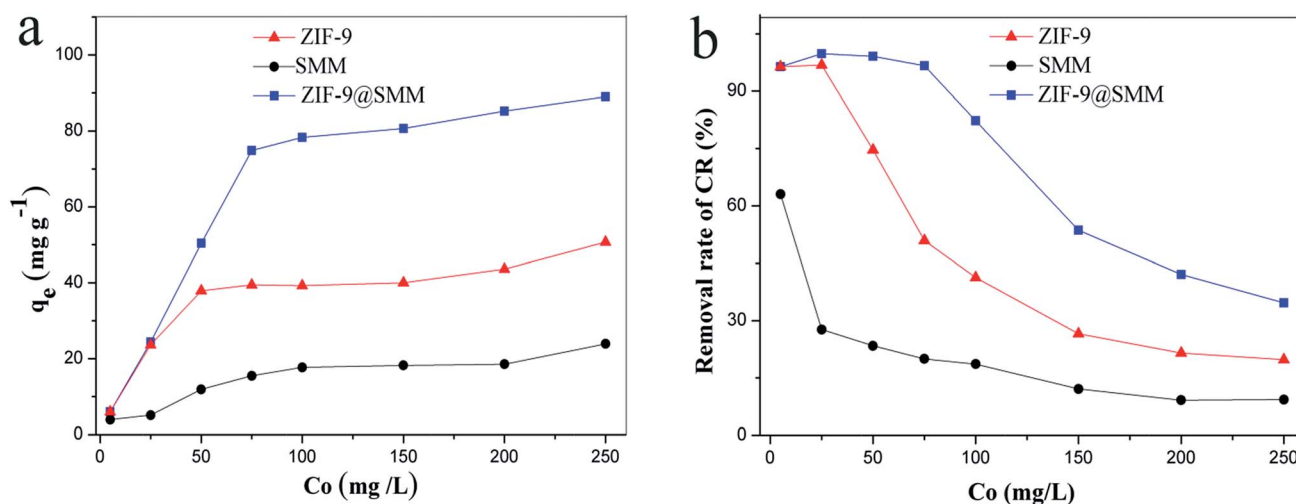 a
ZIF-9
SMM
ZIF-9@SMM
100
80
60
40
20
0
qe (mg g-1)
0 50 100 150 200 250
Co (mg /L)
b
ZIF-9
SMM
ZIF-9@SMM
90
60
30
0
Removal rate of CR (%)
0 50 100 150 200 250
Co (mg/L)